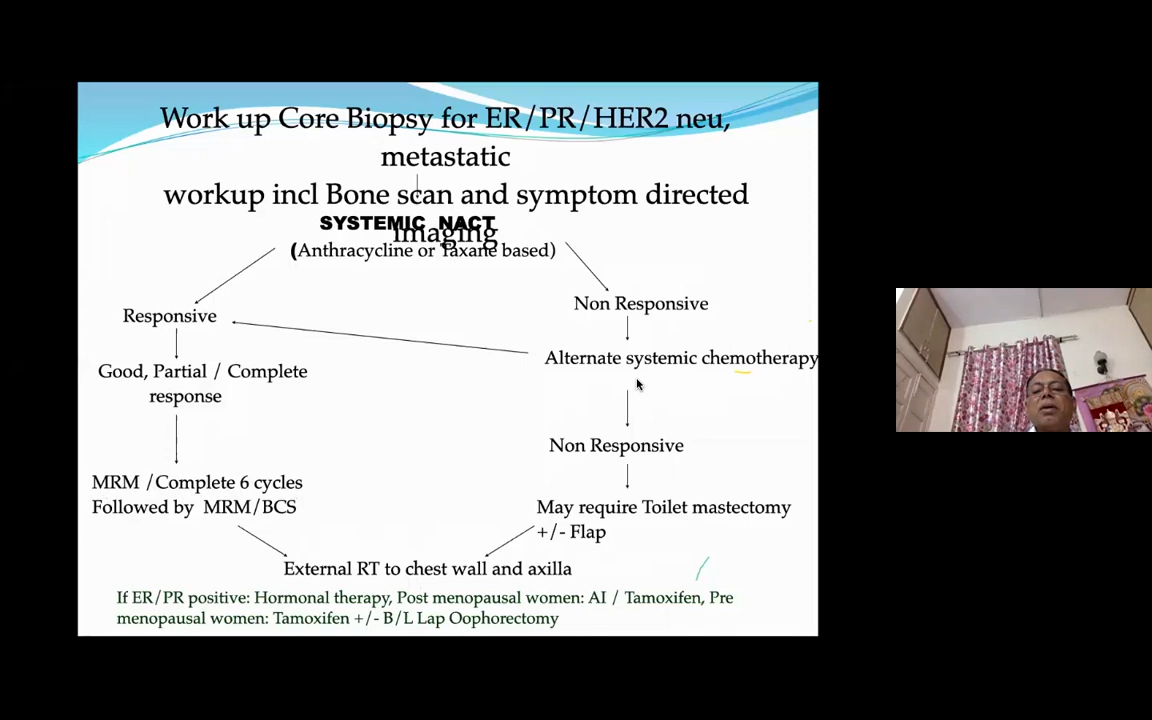 Work up Core Biopsy for ER/PR/HER2 neu,
metastatic
workup incl Bone scan and symptom directed
imaging
SYSTEMIC NACT
(Anthracycline or Taxane based)
Non Responsive
Responsive
Alternate systemic chemotherapy
Good, Partial / Complete
response
Non Responsive
MRM /Complete 6 cycles
Followed by MRM/BCS
May require Toilet mastectomy
+/- Flap
External RT to chest wall and axilla
If ER/PR positive: Hormonal therapy, Post menopausal women: AI / Tamoxifen, Pre
menopausal women: Tamoxifen +/- B/L Lap Oophorectomy